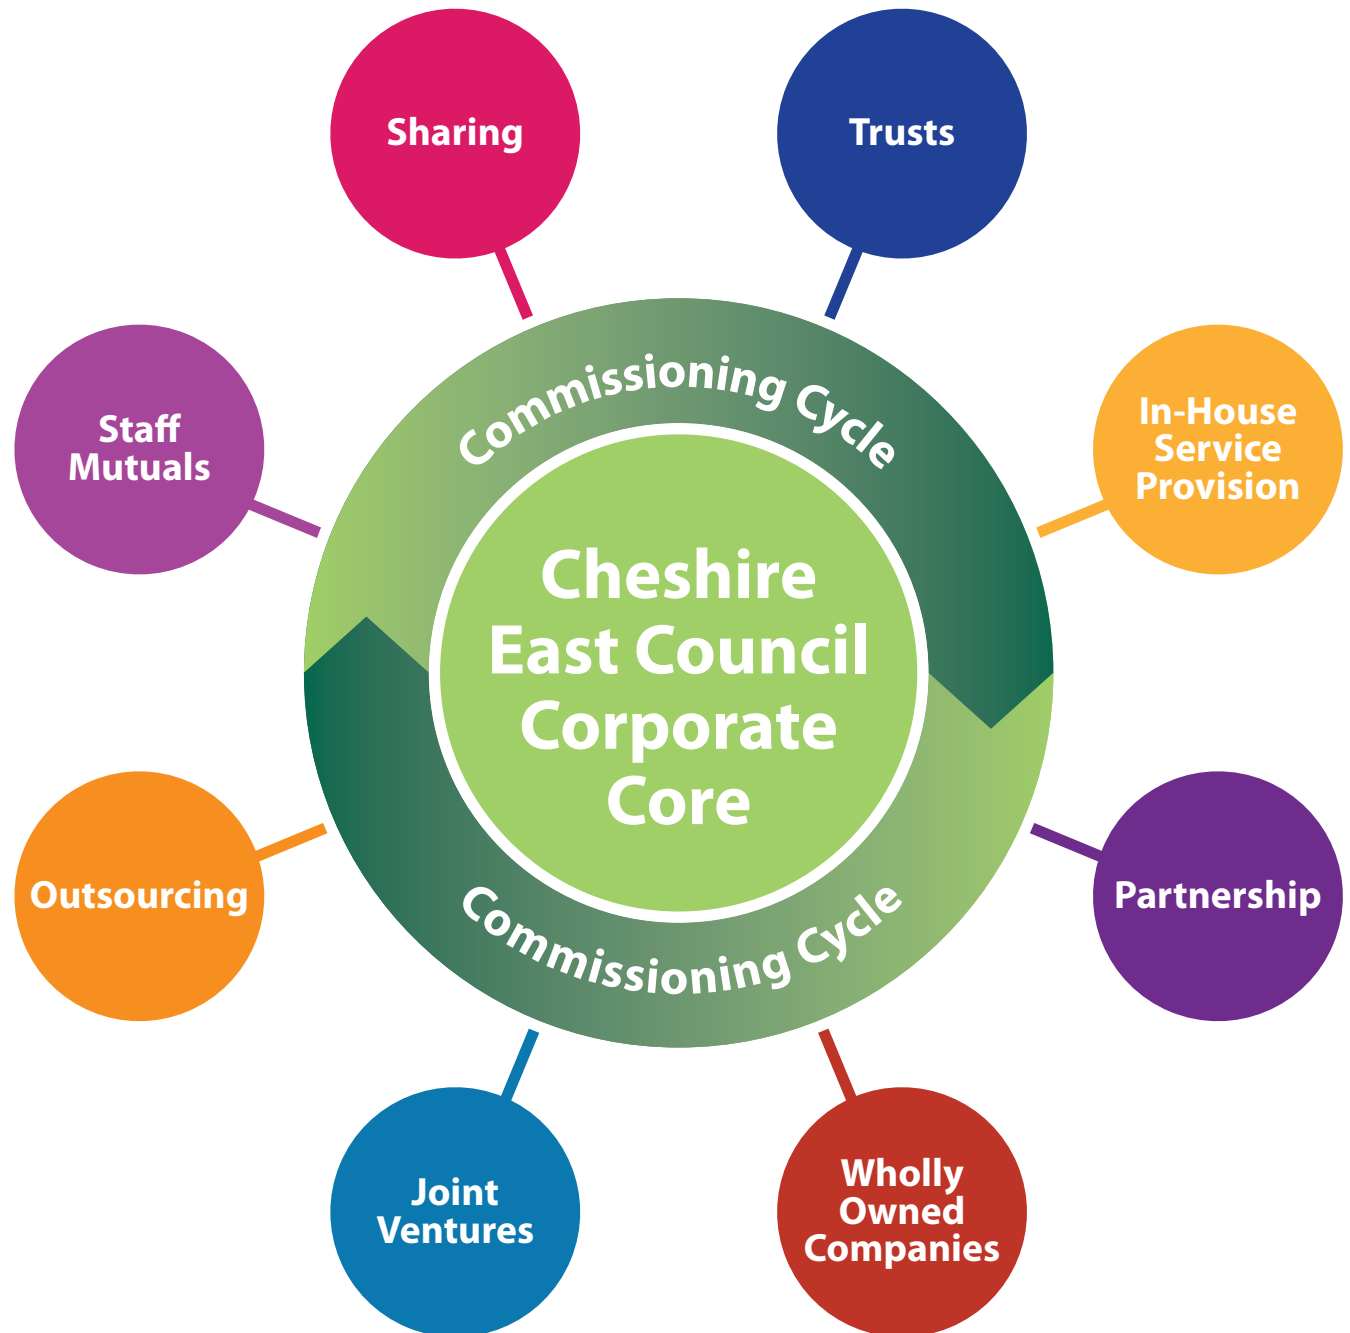 Sharing
Trusts
Staff
Mutuals
In-House
Service
Provision
Commissioning Cycle
Cheshire
East Council
Corporate
Core
Commissioning Cycle
Outsourcing
Partnership
Joint
Ventures
Wholly
Owned
Companies